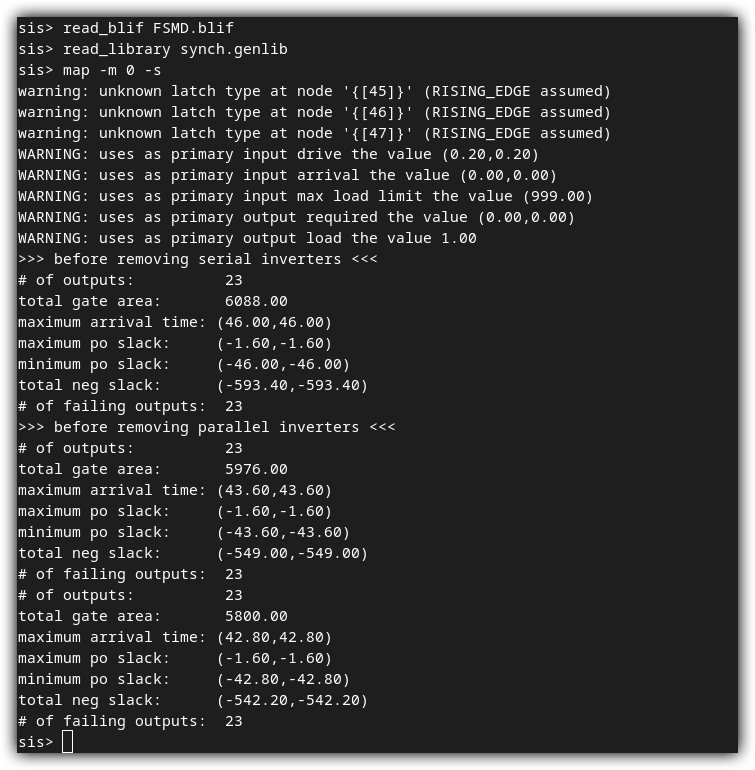 sis> read_blif FSMD.blif
sis> read_library synch.genlib
sis> map -m 0 -s
warning: unknown latch type at node '{[45]}' (RISING_EDGE assumed)
warning: unknown latch type at node '{[46]}' (RISING_EDGE assumed)
warning: unknown latch type at node '{[47]}' (RISING_EDGE assumed)
WARNING: uses as primary input drive the value (0.20,0.20)
WARNING: uses as primary input arrival the value (0.00,0.00)
WARNING: uses as primary input max load limit the value (999.00)
WARNING: uses as primary output required the value (0.00,0.00)
WARNING: uses as primary output load the value 1.00
>>> before removing serial inverters <<<
# of outputs:          23
total gate area:       6088.00
maximum arrival time: (46.00,46.00)
maximum po slack:     (-1.60,-1.60)
minimum po slack:     (-46.00,-46.00)
total neg slack:      (-593.40,-593.40)
# of failing outputs:  23
>>> before removing parallel inverters <<<
# of outputs:          23
total gate area:       5976.00
maximum arrival time: (43.60,43.60)
maximum po slack:     (-1.60,-1.60)
minimum po slack:     (-43.60,-43.60)
total neg slack:      (-549.00,-549.00)
# of failing outputs:  23
# of outputs:          23
total gate area:       5800.00
maximum arrival time: (42.80,42.80)
maximum po slack:     (-1.60,-1.60)
minimum po slack:     (-42.80,-42.80)
total neg slack:      (-542.20,-542.20)
# of failing outputs:  23
sis>